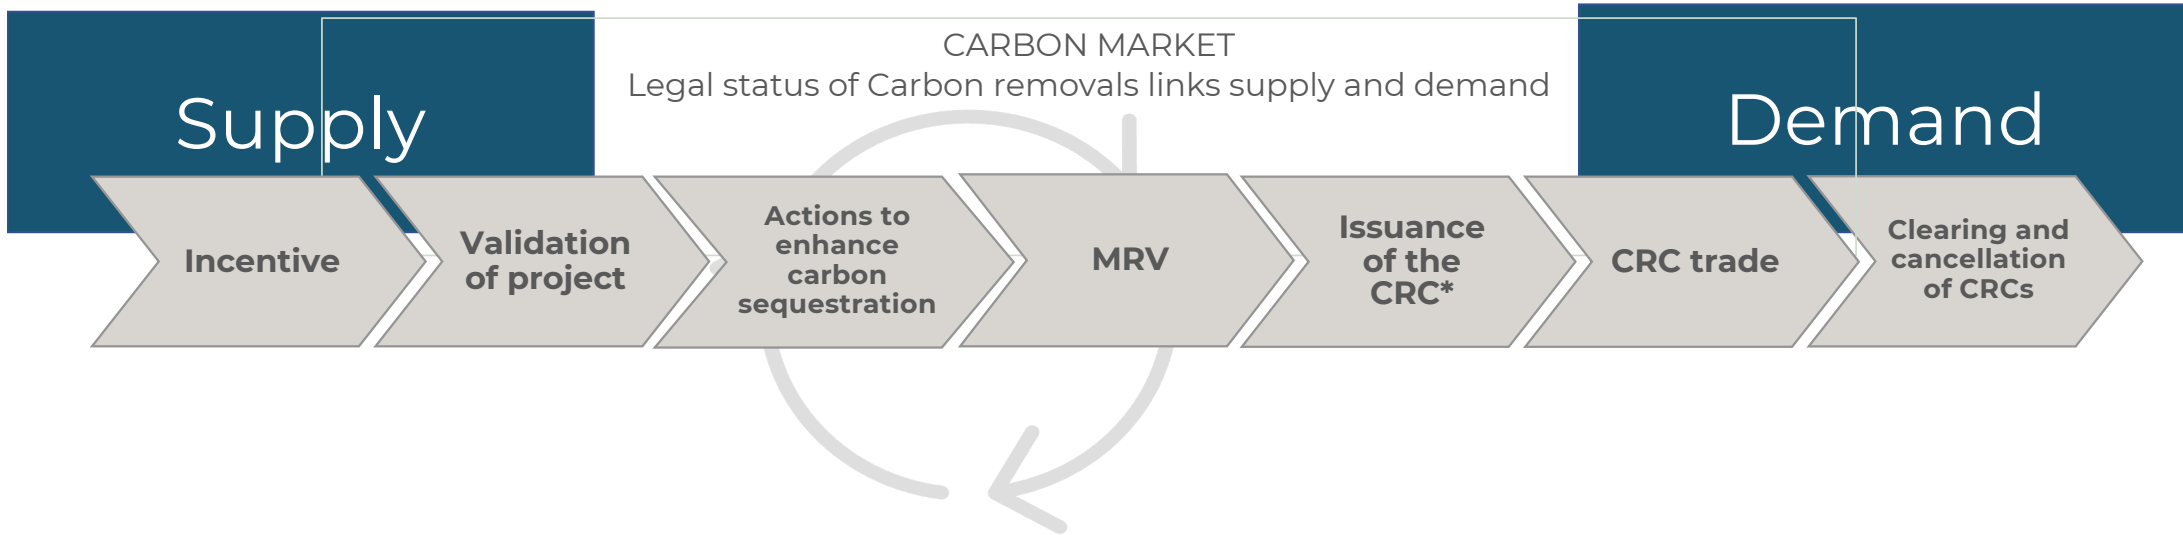 CARBON MARKET
Legal status of Carbon removals links supply and demand
Supply
Demand
Incentive
Validation
of project
Actions to
enhance
carbon
sequestration
MRV
Issuance
of the
CRC*
CRC trade
Clearing and
cancellation
of CRCs